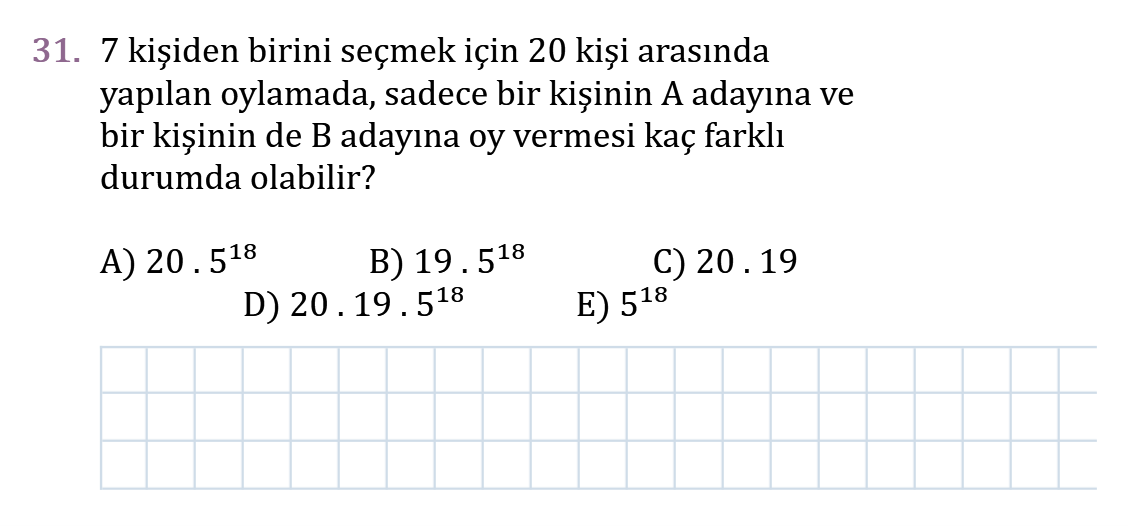 31. 7 kişiden birini seçmek için 20 kişi arasında
yapılan oylamada, sadece bir kişinin A adayına ve
bir kişinin de B adayına oy vermesi kaç farklı
durumda olabilir?
A) 20 . 5¹⁸ B) 19 . 5¹⁸ C) 20 . 19
D) 20 . 19 . 5¹⁸ E) 5¹⁸